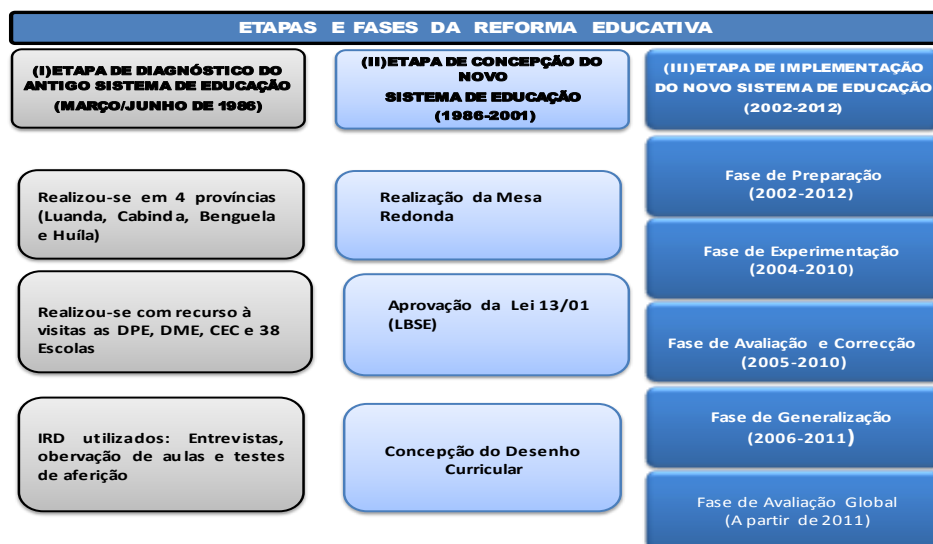 ETAPAS E FASES DA REFORMA EDUCATIVA
(I)ETAPA DE DIAGNÓSTICO DO
ANTIGO SISTEMA DE EDUCAÇÃO
(MARÇO/JUNHO DE 1986)
Realizou-se em 4 províncias
(Luanda, Cabinda, Benguela
e Huíla)
Realizou-se com recurso à
visitas as DPE, DME, CEC e 38
Escolas
IRD utilizados: Entrevistas,
obervação de aulas e testes
de aferição
(II)ETAPA DE CONCEPÇÃO DO
NOVO
SISTEMA DE EDUCAÇÃO
(1986-2001)
Realização da Mesa
Redonda
Aprovação da Lei 13/01
(LBSE)
Concepção do Desenho
Curricular
(III)ETAPA DE IMPLEMENTAÇÃO
DO NOVO SISTEMA DE EDUCAÇÃO
(2002-2012)
Fase de Preparação
(2002-2012)
Fase de Experimentação
(2004-2010)
Fase de Avaliação e Correcção
(2005-2010)
Fase de Generalização
(2006-2011)
Fase de Avaliação Global
(A partir de 2011)